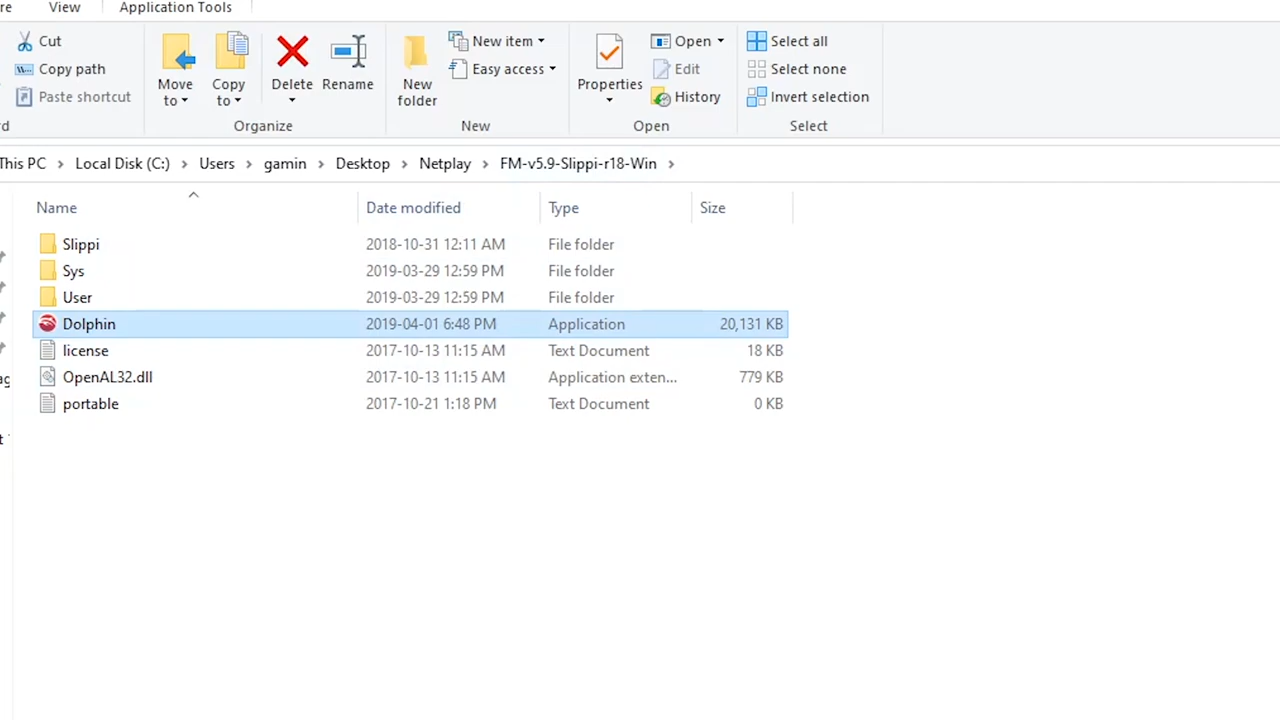 re View Application Tools
Cut
Copy path
Paste shortcut
Move to
Copy to
Delete
Rename
New folder
New item
Easy access
Properties
Open
Edit
History
Select all
Select none
Invert selection
rd Organize New Open Select
This PC > Local Disk (C:) > Users > gamin > Desktop > Netplay > FM-v5.9-Slippi-r18-Win >
Name Date modified Type Size
Slippi 2018-10-31 12:11 AM File folder
Sys 2019-03-29 12:59 PM File folder
User 2019-03-29 12:59 PM File folder
Dolphin 2019-04-01 6:48 PM Application 20,131 KB
license 2017-10-13 11:15 AM Text Document 18 KB
OpenAL32.dll 2017-10-13 11:15 AM Application exten... 779 KB
portable 2017-10-21 1:18 PM Text Document 0 KB